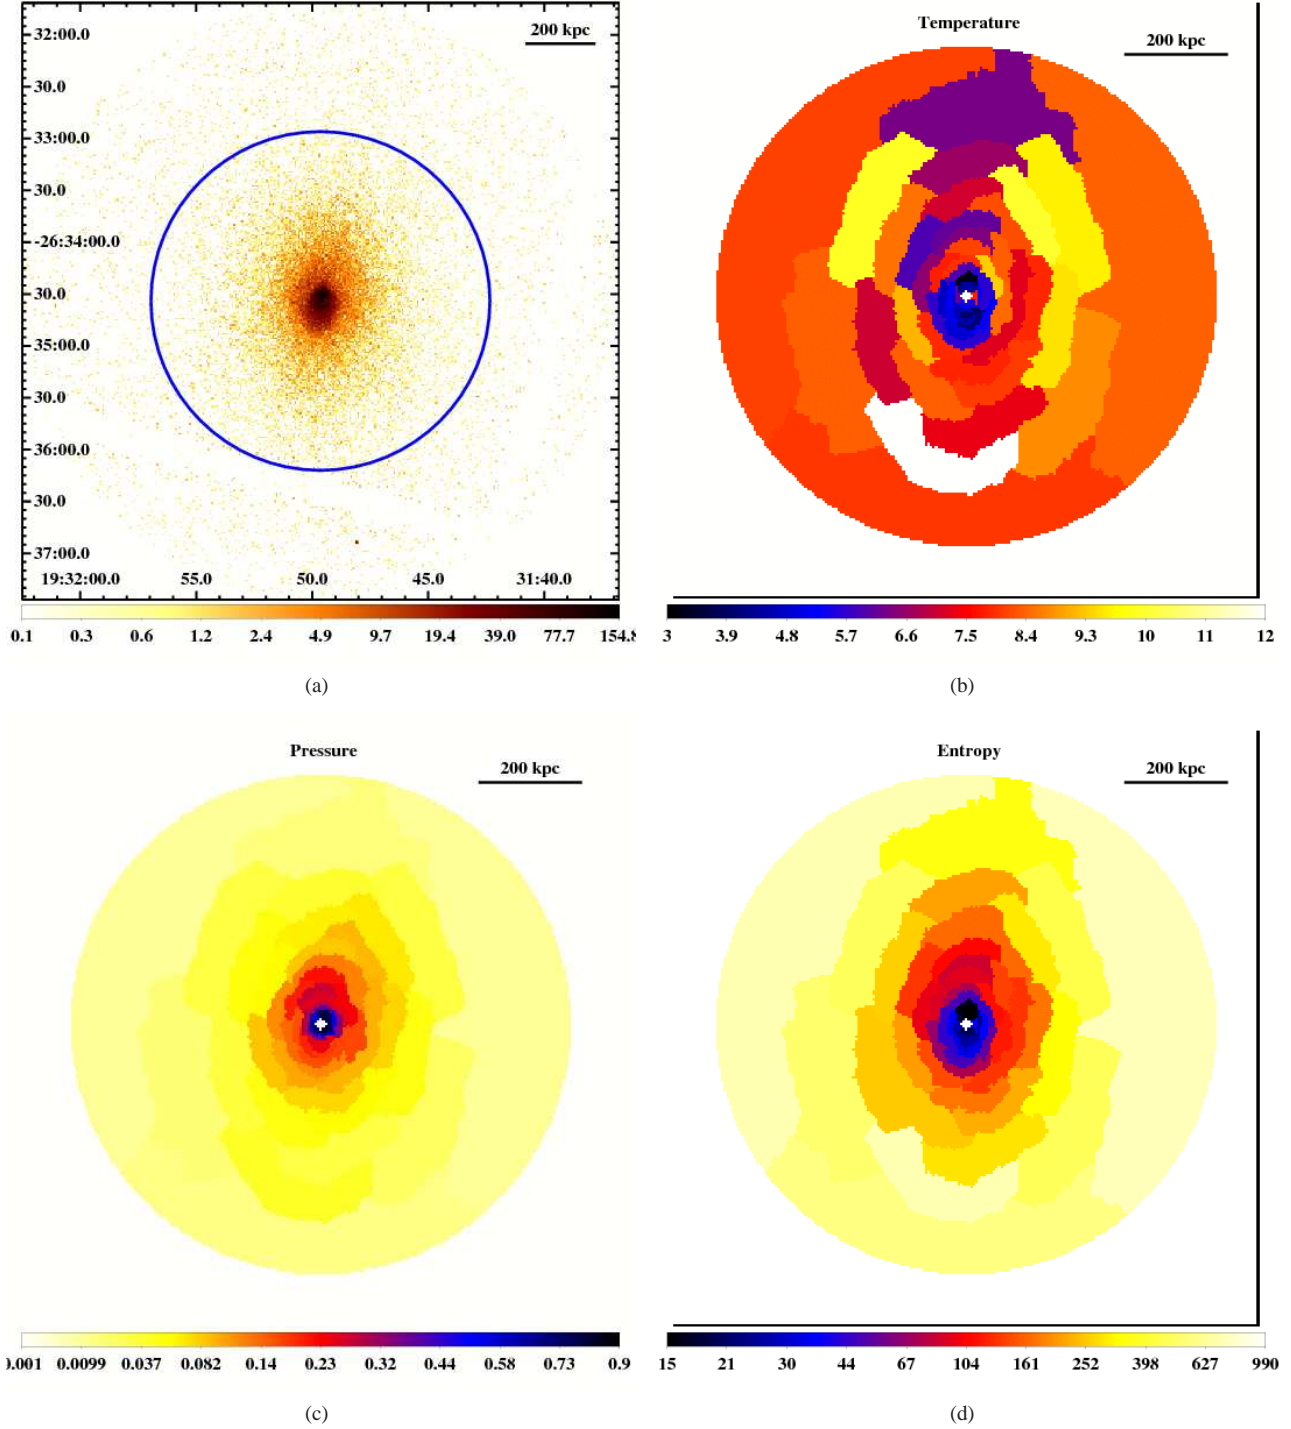 200 kpc
32:00.0
30.0
33:00.0
30.0
-26:34:00.0
30.0
35:00.0
30.0
36:00.0
30.0
37:00.0
19:32:00.0 55.0 50.0 45.0 31:40.0
0.1 0.3 0.6 1.2 2.4 4.9 9.7 19.4 39.0 77.7 154.8
(a)
Temperature
200 kpc
3 3.9 4.8 5.7 6.6 7.5 8.4 9.3 10 11 12
(b)
Pressure
200 kpc
0.001 0.0099 0.037 0.082 0.14 0.23 0.32 0.44 0.58 0.73 0.9
(c)
Entropy
200 kpc
15 21 30 44 67 104 161 252 398 627 990
(d)